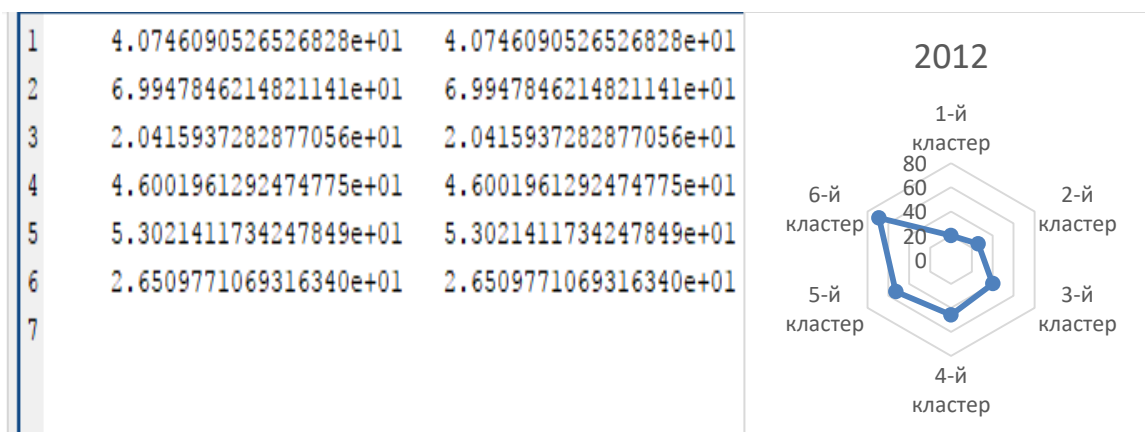 1 4.0746090526526828e+01 4.0746090526526828e+01
2 6.9947846214821141e+01 6.9947846214821141e+01
3 2.0415937282877056e+01 2.0415937282877056e+01
4 4.6001961292474775e+01 4.6001961292474775e+01
5 5.3021411734247849e+01 5.3021411734247849e+01
6 2.6509771069316340e+01 2.6509771069316340e+01
7
2012
1-й
кластер
80
60
40
20
0
2-й
кластер
3-й
кластер
4-й
кластер
5-й
кластер
6-й
кластер